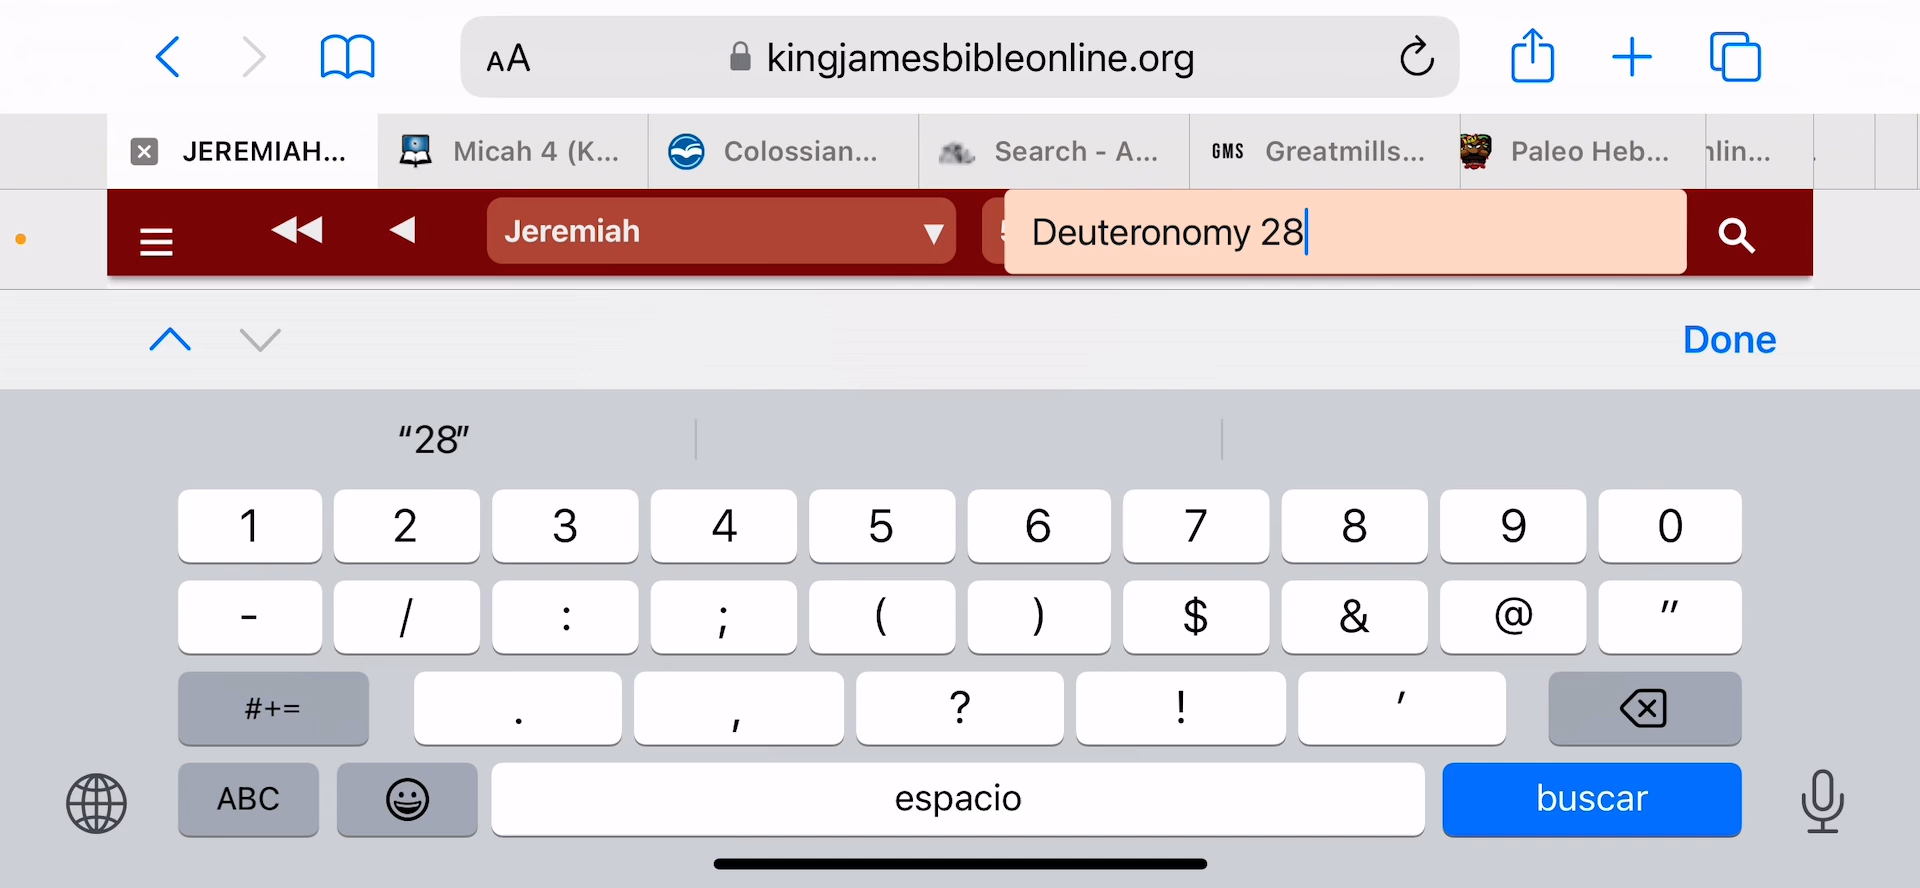 AA kingjamesbibleonline.org
JEREMIAH... Micah 4 (K... Colossian... Search - A... GMS Greatmills... Paleo Heb... lin...
Jeremiah Deuteronomy 28
Done
“28”
1 2 3 4 5 6 7 8 9 0
- / : ; ( ) $ & @ "
#+= . , ? ! '
ABC espacio buscar